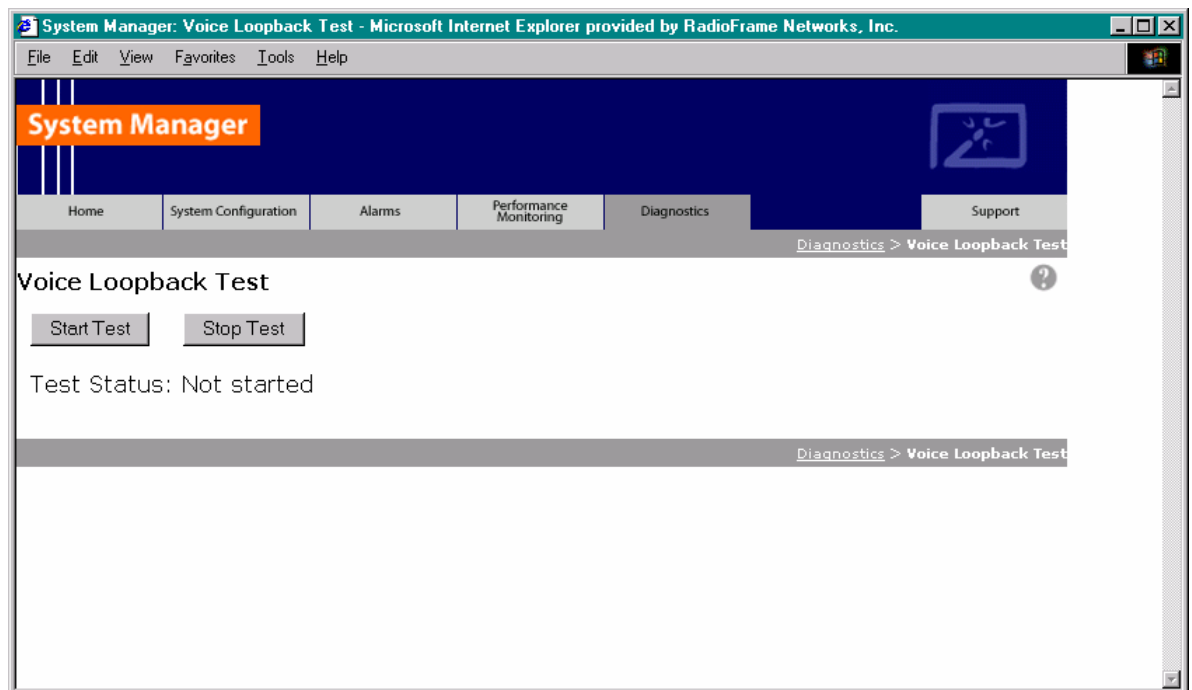 System Manager: Voice Loopback Test - Microsoft Internet Explorer provided by RadioFrame Networks, Inc.
File Edit View Favorites Tools Help
System Manager
Home System Configuration Alarms Performance Monitoring Diagnostics Support
Diagnostics > Voice Loopback Test
Voice Loopback Test ?
Start Test Stop Test
Test Status: Not started
Diagnostics > Voice Loopback Test